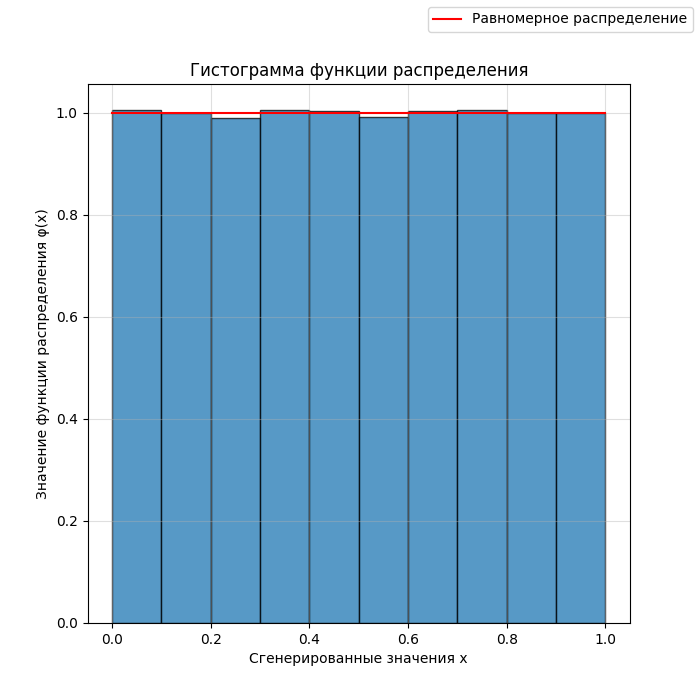 Равномерное распределение
Гистограмма функции распределения
1.0
0.8
0.6
0.4
0.2
0.0
Значение функции распределения φ(x)
0.0 0.2 0.4 0.6 0.8 1.0
Сгенерированные значения x